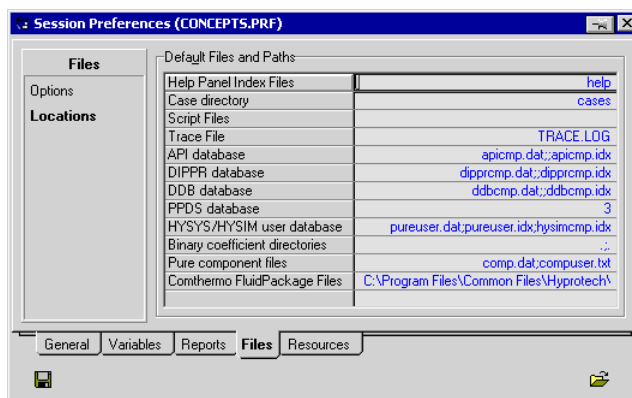 Session Preferences (CONCEPTS.PRF)
Files
Options
Locations
Default Files and Paths
Help Panel Index Files help
Case directory cases
Script Files
Trace File TRACE.LOG
API database apicmp.dat;;apicmp.idx
DIPPR database dipprcmp.dat;;dipprcmp.idx
DDB database ddbcmp.dat;;ddbcmp.idx
PPDS database 3
HYSYS/HYSIM user database pureuser.dat;pureuser.idx;hysimcmp.idx
Binary coefficient directories .;.
Pure component files comp.dat;compuser.txt
Comthermo FluidPackage Files C:\Program Files\Common Files\Hyprotech\
General Variables Reports Files Resources